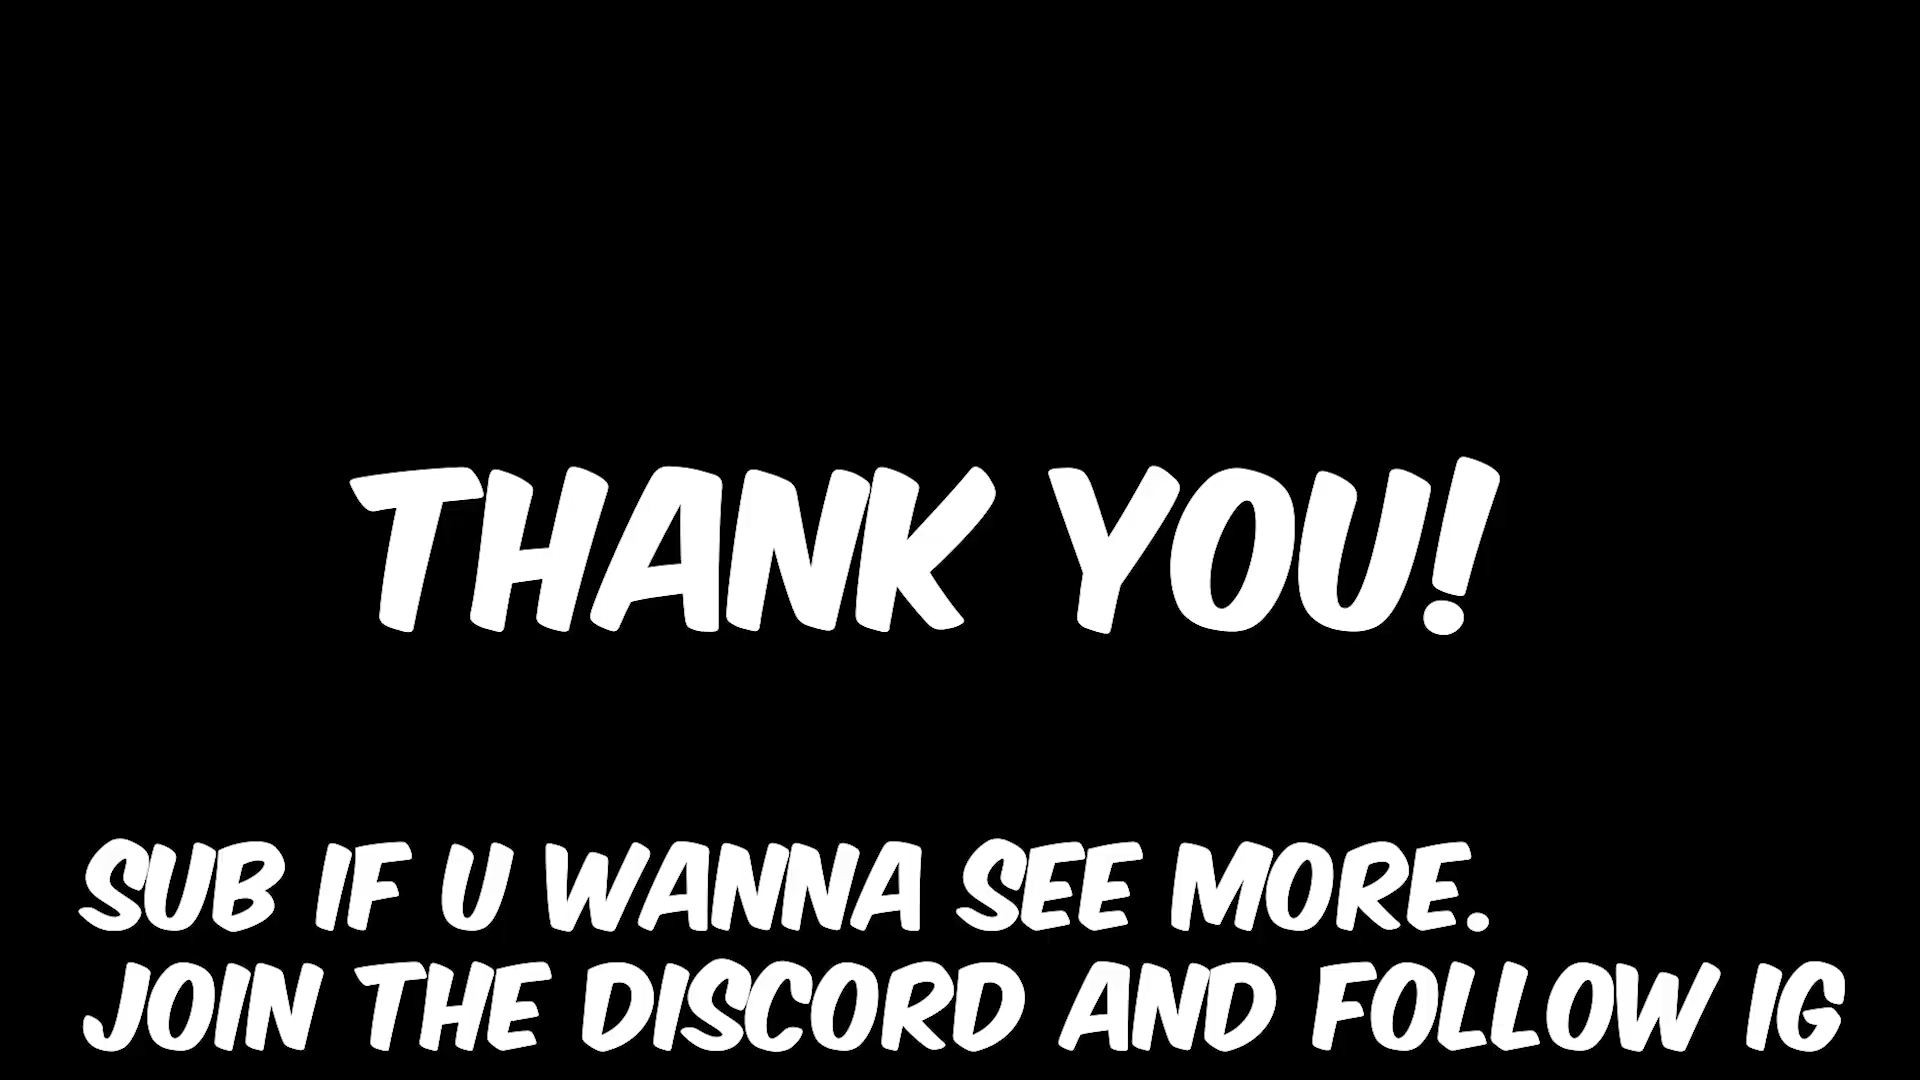 THANK YOU!
SUB IF U WANNA SEE MORE.
JOIN THE DISCORD AND FOLLOW IG